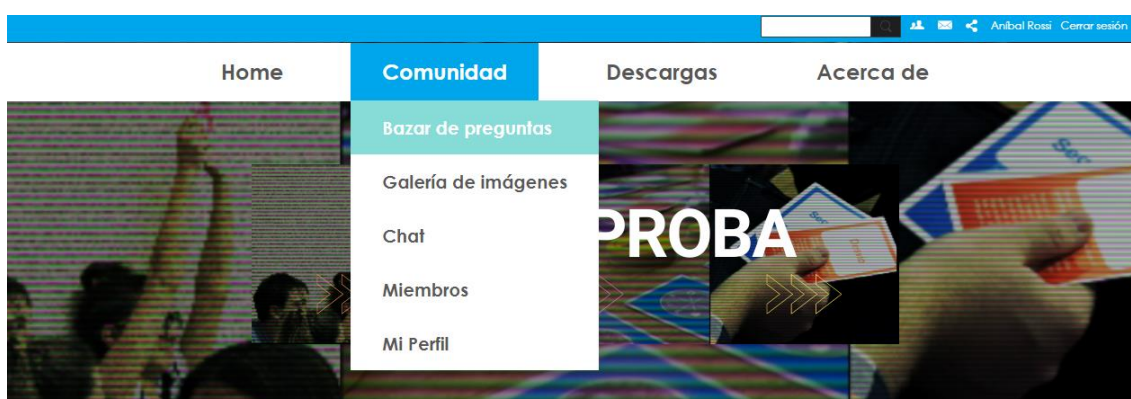 Aníbal Rossi Cerrar sesión
Home Comunidad Descargas Acerca de
Bazar de preguntas
Galería de imágenes
Chat
Miembros
Mi Perfil
PROBA